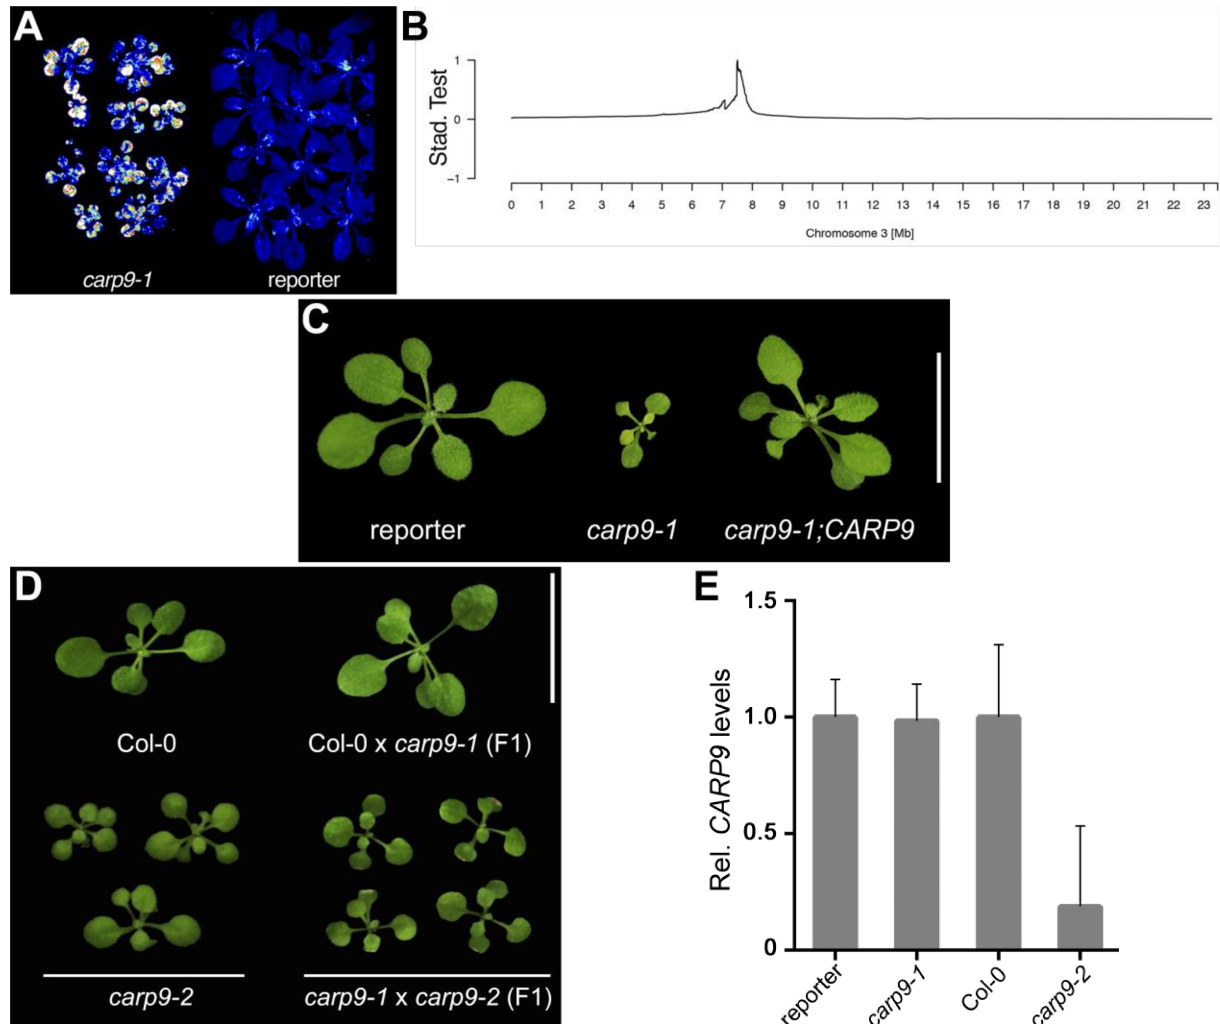 A
carp9-1
reporter
B
Stad. Test
1
0
−1
0 1 2 3 4 5 6 7 8 9 10 11 12 13 14 15 16 17 18 19 20 21 22 23
Chromosome 3 [Mb]
C
reporter
carp9-1
carp9-1;CARP9
D
Col-0
Col-0 x carp9-1 (F1)
carp9-2
carp9-1 x carp9-2 (F1)
E
Rel. CARP9 levels
1.5
1.0
0.5
0
reporter
carp9-1
Col-0
carp9-2